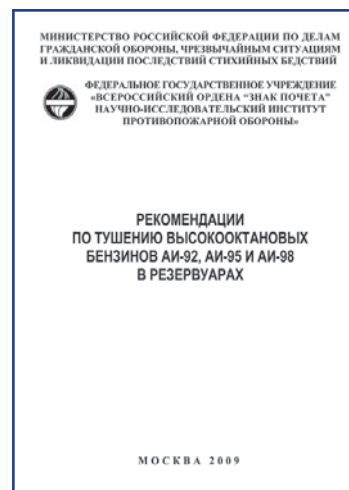 МИНИСТЕРСТВО РОССИЙСКОЙ ФЕДЕРАЦИИ ПО ДЕЛАМ
ГРАЖДАНСКОЙ ОБОРОНЫ, ЧРЕЗВЫЧАЙНЫМ СИТУАЦИЯМ
И ЛИКВИДАЦИИ ПОСЛЕДСТВИЙ СТИХИЙНЫХ БЕДСТВИЙ
ФЕДЕРАЛЬНОЕ ГОСУДАРСТВЕННОЕ УЧРЕЖДЕНИЕ
«ВСЕРОССИЙСКИЙ ОРДЕНА “ЗНАК ПОЧЕТА”
НАУЧНО-ИССЛЕДОВАТЕЛЬСКИЙ ИНСТИТУТ
ПРОТИВОПОЖАРНОЙ ОБОРОНЫ»
РЕКОМЕНДАЦИИ
ПО ТУШЕНИЮ ВЫСОКООКТАНОВЫХ
БЕНЗИНОВ АИ-92, АИ-95 И АИ-98
В РЕЗЕРВУАРАХ
МОСКВА 2009